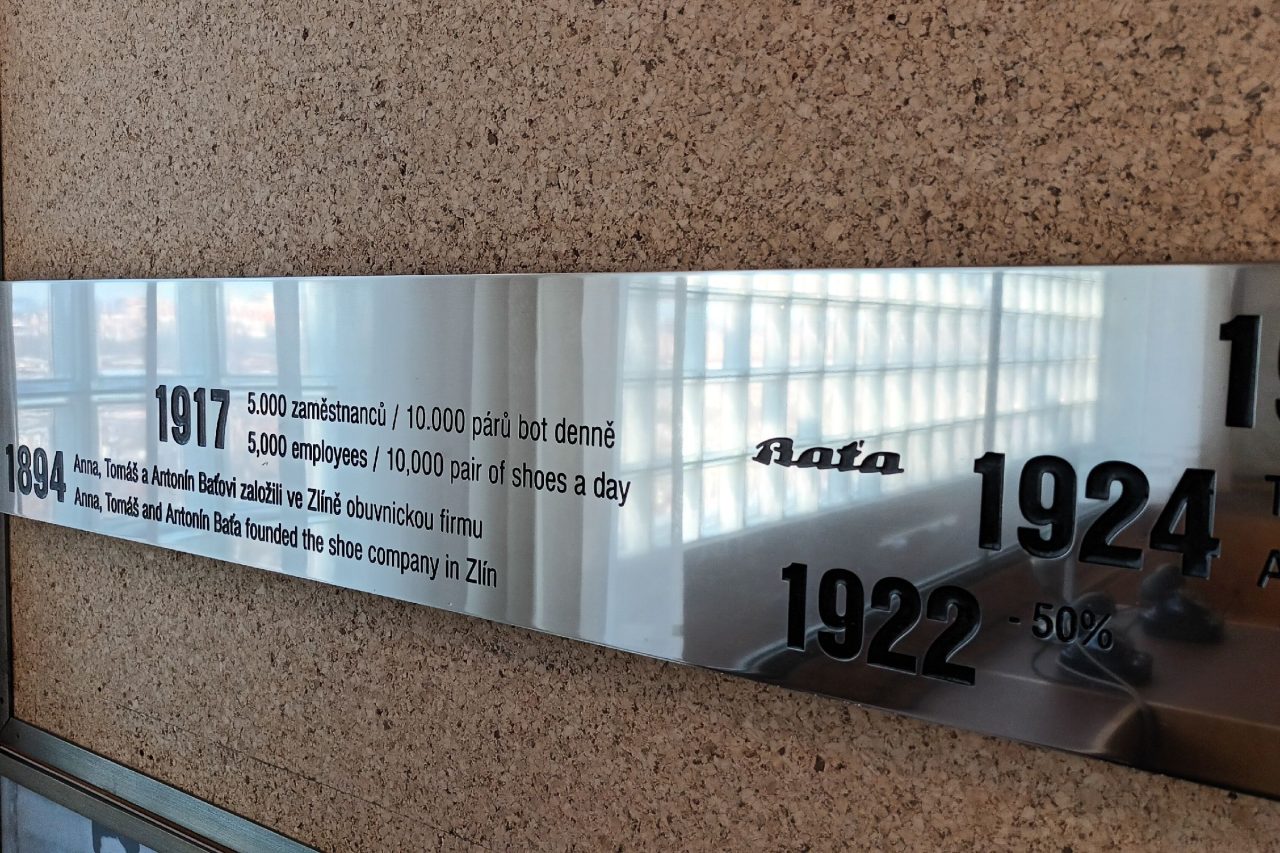 1917
5.000 zaměstnanců / 10.000 párů bot denně
5,000 employees / 10,000 pair of shoes a day
1894
Anna, Tomáš a Antonín Baťovi založili ve Zlíně obuvnickou firmu
Anna, Tomáš and Antonín Baťa founded the shoe company in Zlín
Baťa
1924
1922 - 50%